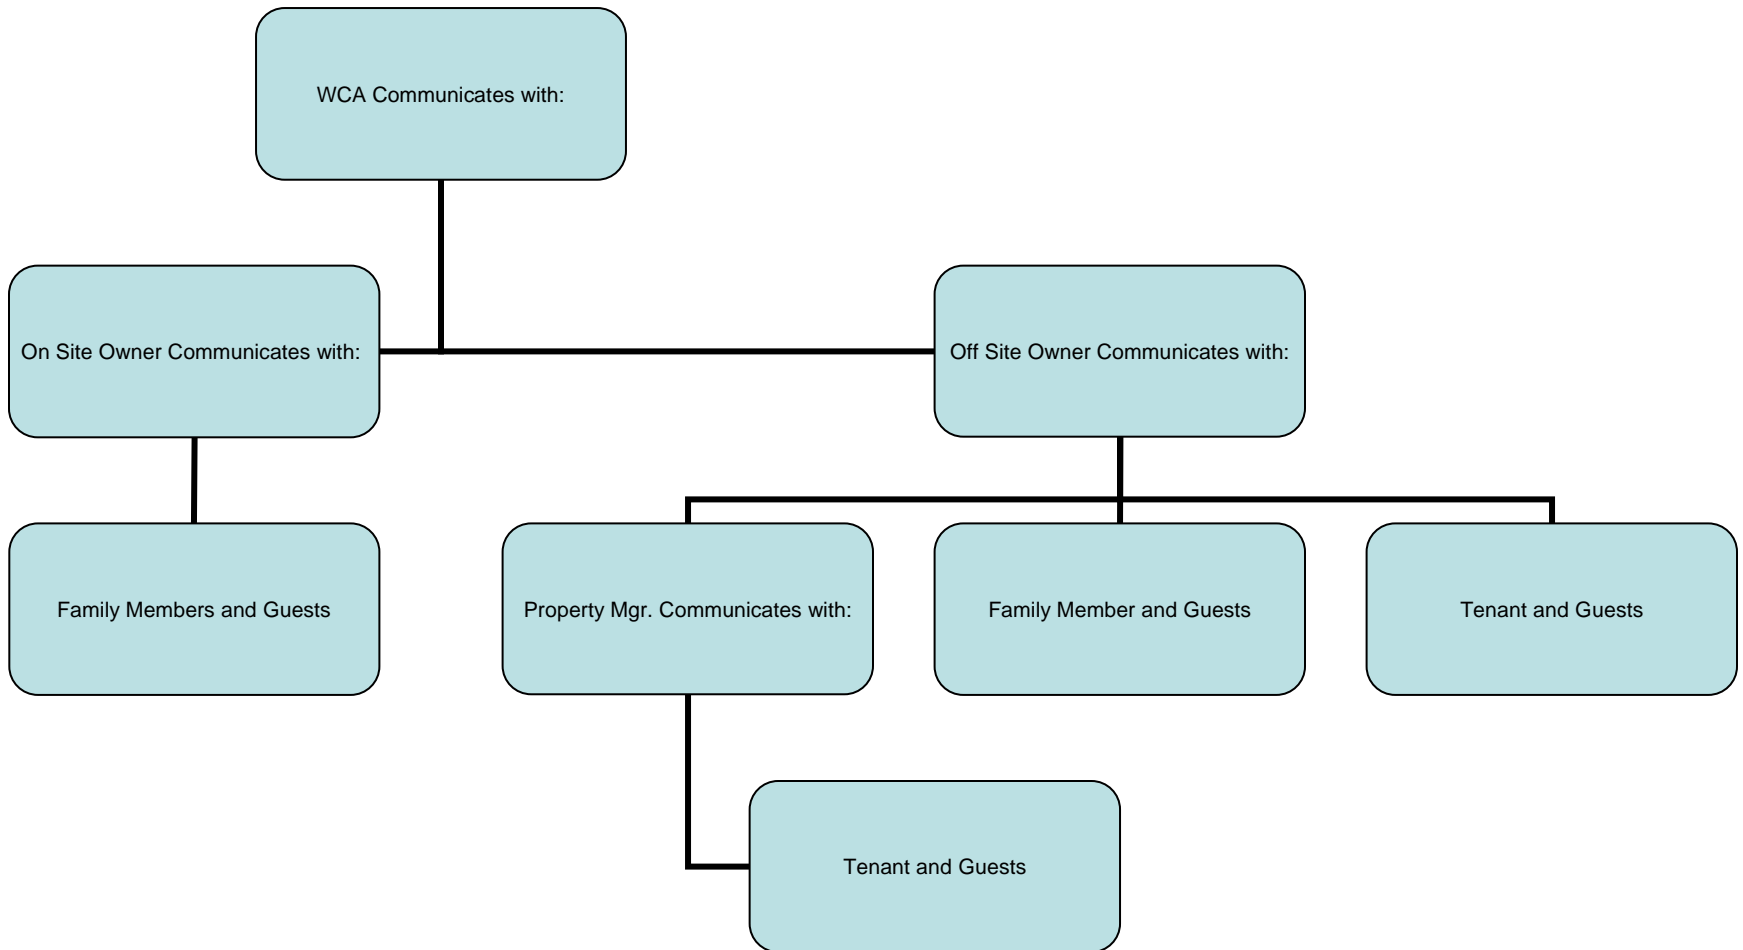 WCA Communicates with:
On Site Owner Communicates with:
Off Site Owner Communicates with:
Family Members and Guests
Property Mgr. Communicates with:
Family Member and Guests
Tenant and Guests
Tenant and Guests